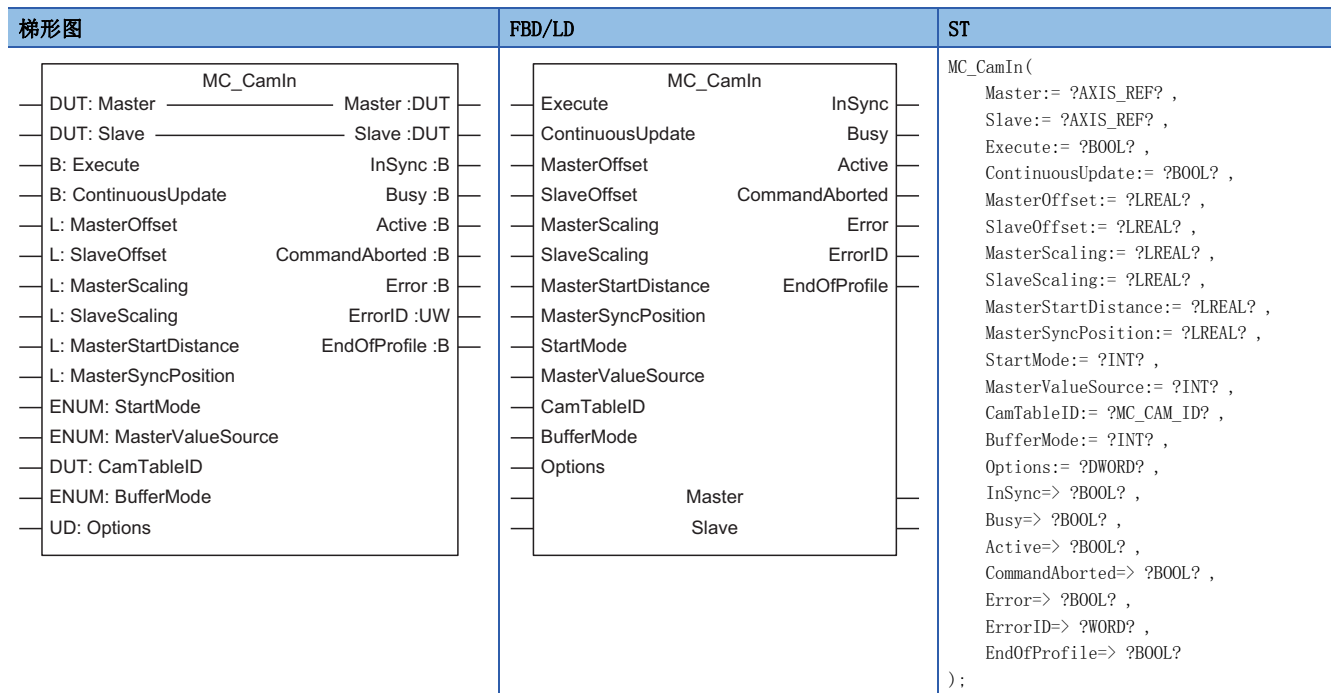 梯形图 FBD/LD ST
MC_CamIn
DUT: Master Master :DUT
DUT: Slave Slave :DUT
B: Execute InSync :B
B: ContinuousUpdate Busy :B
L: MasterOffset Active :B
L: SlaveOffset CommandAborted :B
L: MasterScaling Error :B
L: SlaveScaling ErrorID :UW
L: MasterStartDistance EndOfProfile :B
L: MasterSyncPosition
ENUM: StartMode
ENUM: MasterValueSource
DUT: CamTableID
ENUM: BufferMode
UD: Options
MC_CamIn
Execute InSync
ContinuousUpdate Busy
MasterOffset Active
SlaveOffset CommandAborted
MasterScaling Error
SlaveScaling ErrorID
MasterStartDistance EndOfProfile
MasterSyncPosition
StartMode
MasterValueSource
CamTableID
BufferMode
Options
Master
Slave
MC_CamIn(
Master:= ?AXIS_REF? ,
Slave:= ?AXIS_REF? ,
Execute:= ?BOOL? ,
ContinuousUpdate:= ?BOOL? ,
MasterOffset:= ?LREAL? ,
SlaveOffset:= ?LREAL? ,
MasterScaling:= ?LREAL? ,
SlaveScaling:= ?LREAL? ,
MasterStartDistance:= ?LREAL? ,
MasterSyncPosition:= ?LREAL? ,
StartMode:= ?INT? ,
MasterValueSource:= ?INT? ,
CamTableID:= ?MC_CAM_ID? ,
BufferMode:= ?INT? ,
Options:= ?DWORD? ,
InSync=> ?BOOL? ,
Busy=> ?BOOL? ,
Active=> ?BOOL? ,
CommandAborted=> ?BOOL? ,
Error=> ?BOOL? ,
ErrorID=> ?WORD? ,
EndOfProfile=> ?BOOL?
);